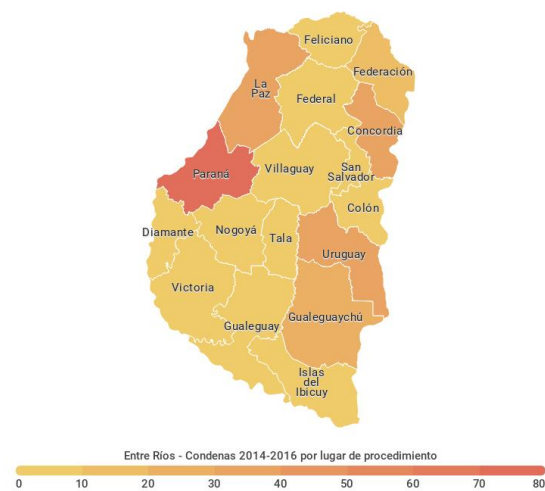 Feliciano
Federación
La
Paz
Federal
Concordia
Paraná
Villaguay
San
Salvador
Colón
Diamante
Nogoyá
Tala
Uruguay
Victoria
Gualeguaychú
Gualeguay
Islas
del
Ibicuy
Entre Ríos - Condenas 2014-2016 por lugar de procedimiento
0 10 20 30 40 50 60 70 80